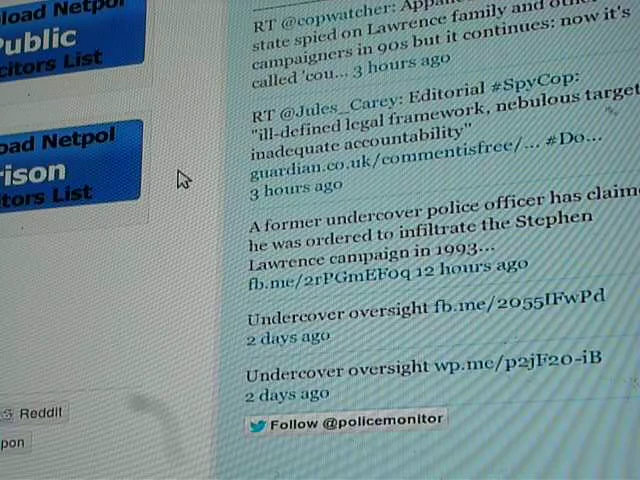 load Netpol
Public
citors List
oad Netpol
rison
tors List
Reddit
pon
RT @copwatcher:
state spied on Lawrence family and
campaigners in 90s but it continues: now it's
called 'cou... 3 hours ago
RT @Jules_Carey: Editorial #SpyCop:
"ill-defined legal framework, nebulous target
inadequate accountability"
guardian.co.uk/commentisfree/... #Do...
3 hours ago
A former undercover police officer has claime
he was ordered to infiltrate the Stephen
Lawrence campaign in 1993...
fb.me/2rPGmEF0q 12 hours ago
Undercover oversight fb.me/2055IFwPd
2 days ago
Undercover oversight wp.me/p2jF20-iB
2 days ago
Follow @policemonitor